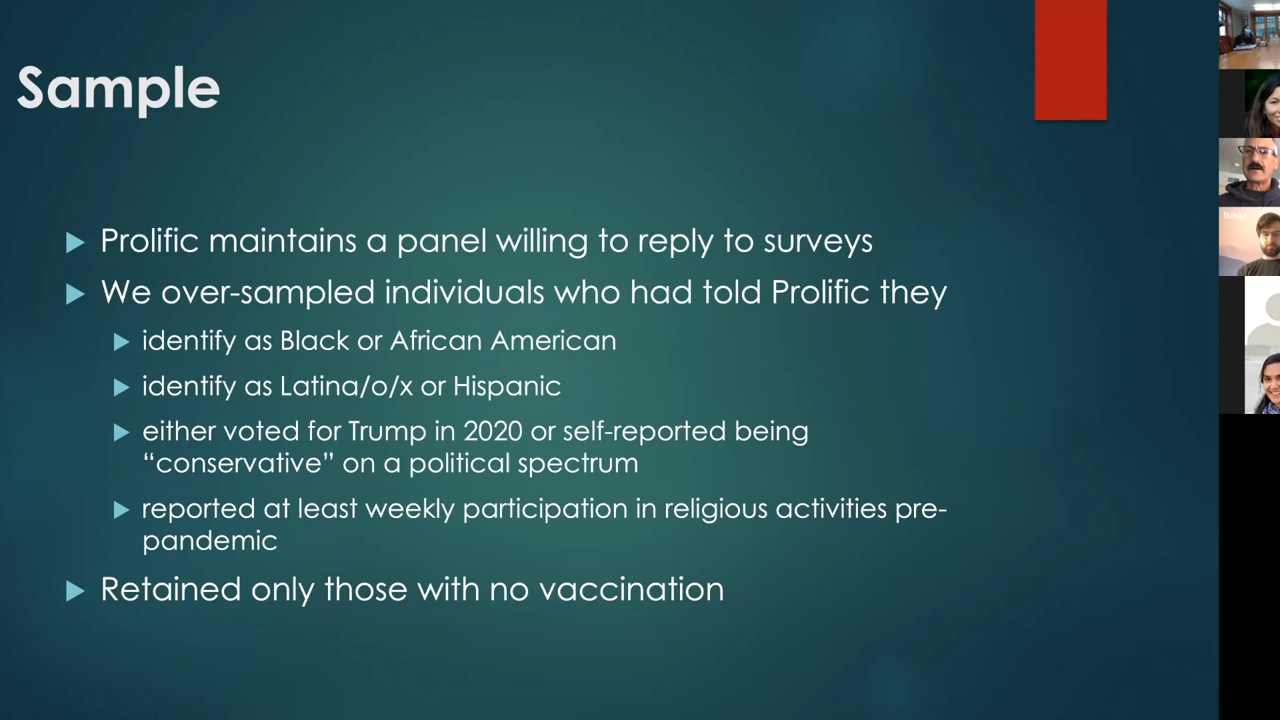 Sample
Prolific maintains a panel willing to reply to surveys
We over-sampled individuals who had told Prolific they
identify as Black or African American
identify as Latina/o/x or Hispanic
either voted for Trump in 2020 or self-reported being
“conservative” on a political spectrum
reported at least weekly participation in religious activities pre-
pandemic
Retained only those with no vaccination